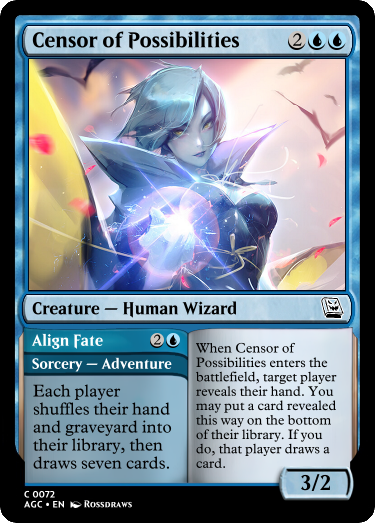 Censor of Possibilities 2
Creature — Human Wizard
Align Fate 2
Sorcery — Adventure
Each player
shuffles their hand
and graveyard into
their library, then
draws seven cards.
When Censor of
Possibilities enters the
battlefield, target player
reveals their hand. You
may put a card revealed
this way on the bottom
of their library. If you
do, that player draws a
card.
3/2
C 0072
AGC • EN Rossdraws